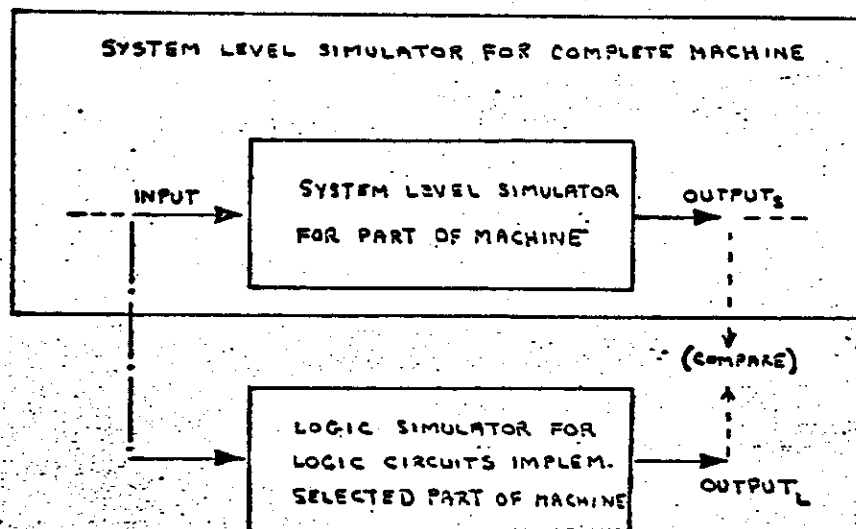 SYSTEM LEVEL SIMULATOR FOR COMPLETE MACHINE
INPUT
SYSTEM LEVEL SIMULATOR
FOR PART OF MACHINE
OUTPUTS
(COMPARE)
LOGIC SIMULATOR FOR
LOGIC CIRCUITS IMPLEM.
SELECTED PART OF MACHINE
OUTPUTL